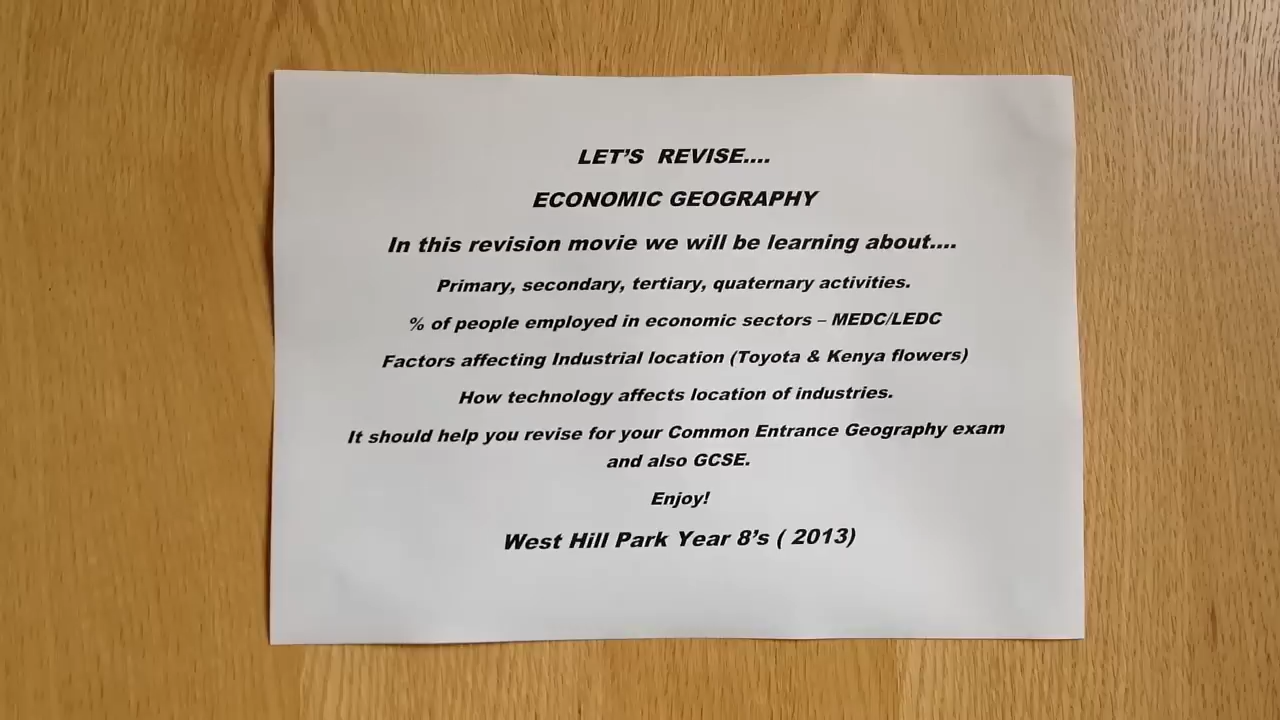 LET'S REVISE....
ECONOMIC GEOGRAPHY
In this revision movie we will be learning about....
Primary, secondary, tertiary, quaternary activities.
% of people employed in economic sectors – MEDC/LEDC
Factors affecting Industrial location (Toyota & Kenya flowers)
How technology affects location of industries.
It should help you revise for your Common Entrance Geography exam
and also GCSE.
Enjoy!
West Hill Park Year 8's ( 2013)